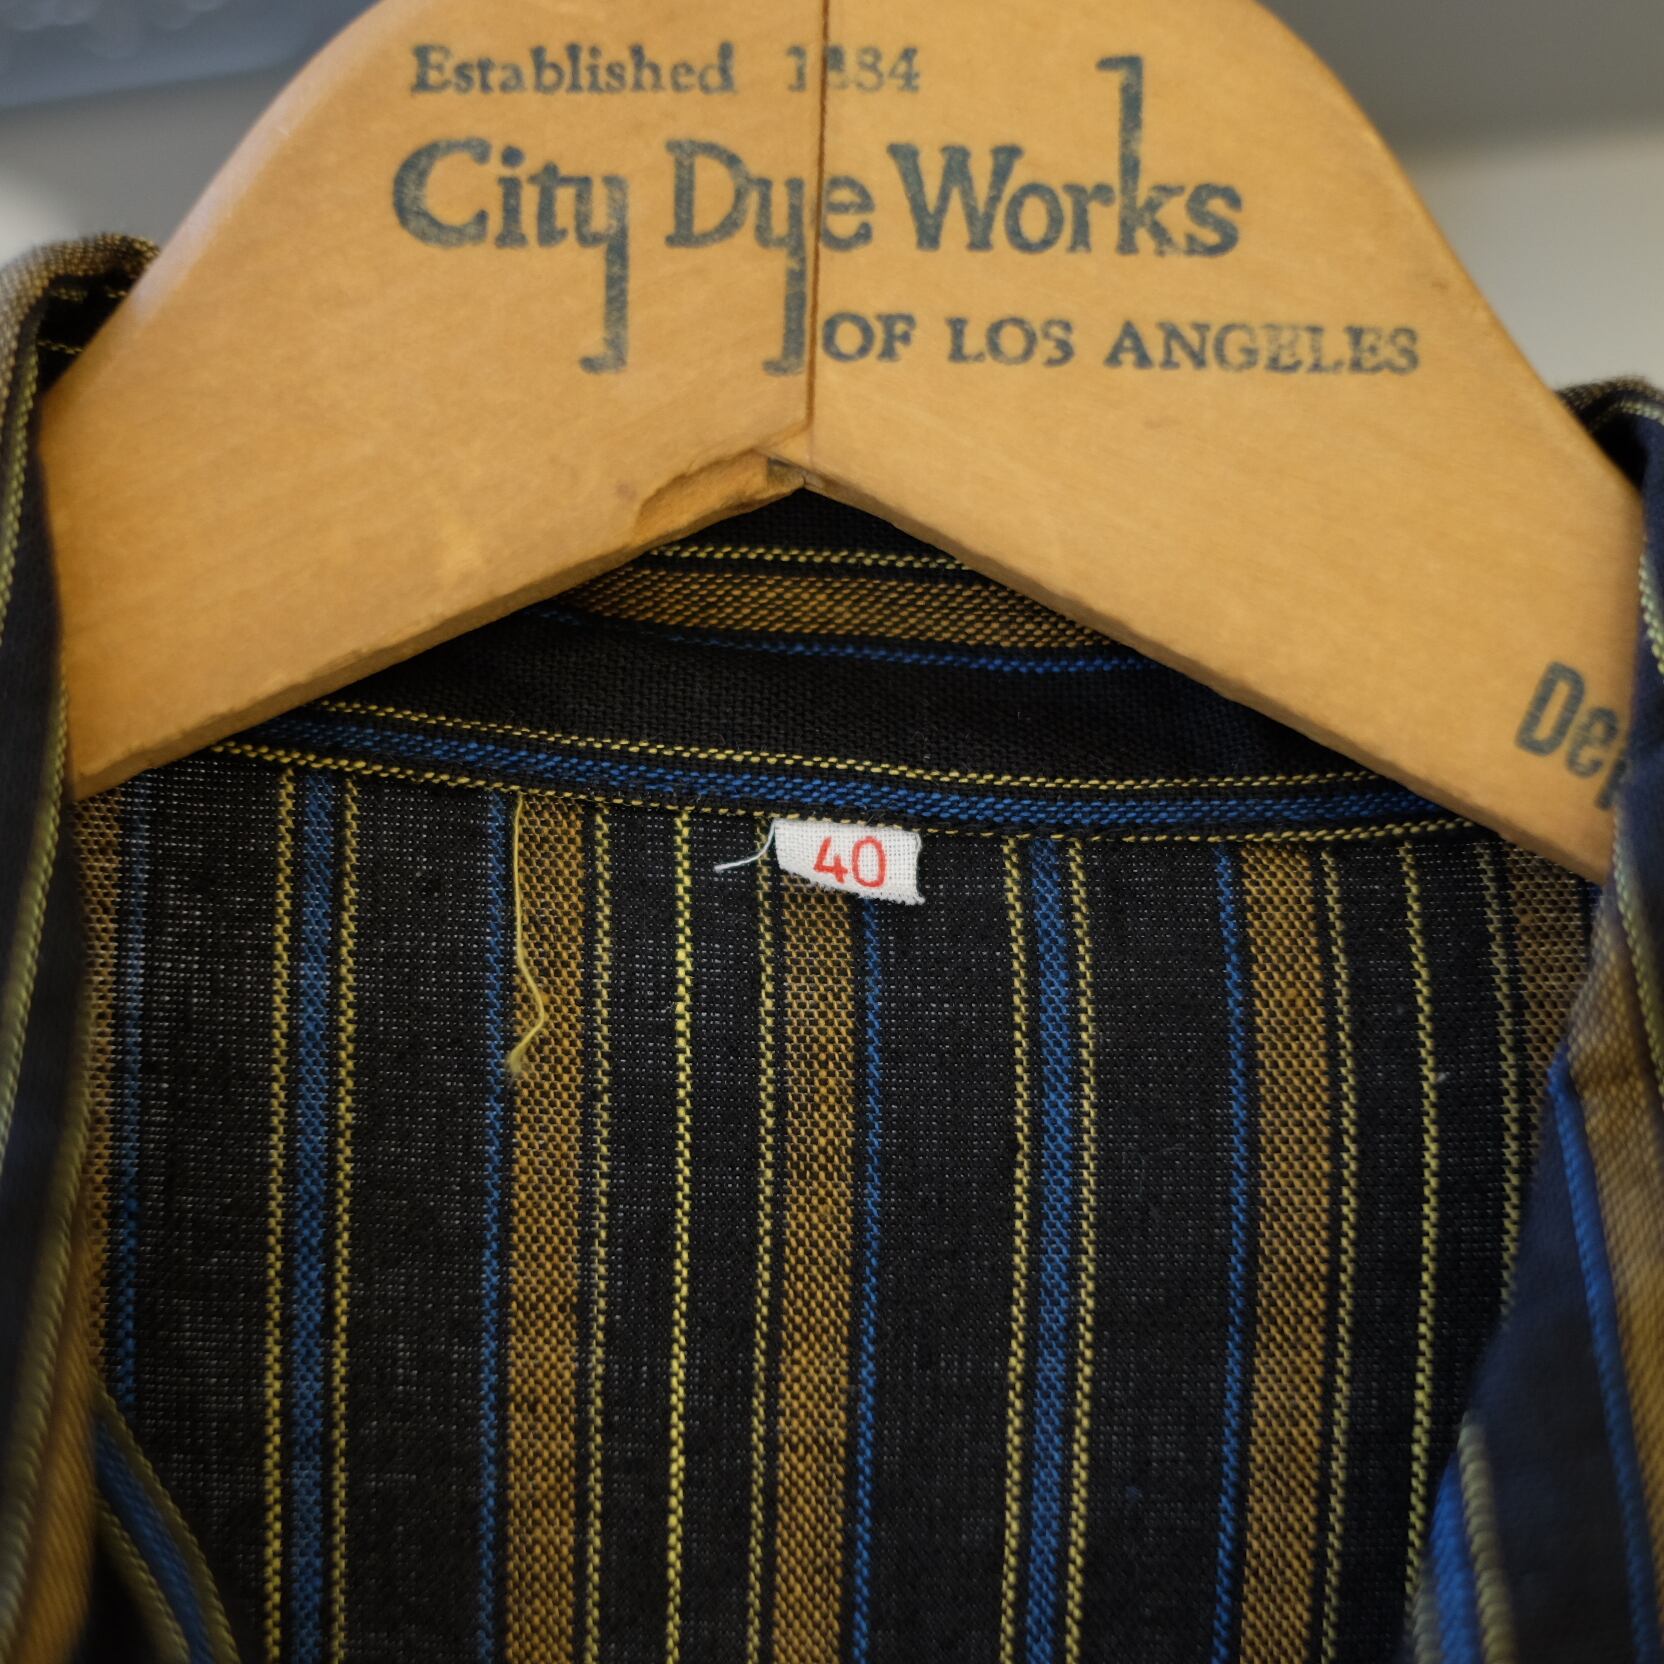 Established 1884
City Dye Works
OF LOS ANGELES
40